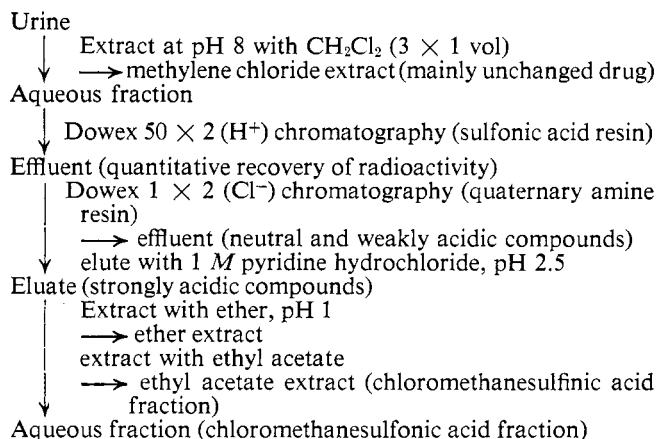 Urine
Extract at pH 8 with CH₂Cl₂ (3 × 1 vol)
⟶ methylene chloride extract (mainly unchanged drug)
Aqueous fraction
Dowex 50 × 2 (H⁺) chromatography (sulfonic acid resin)
Effluent (quantitative recovery of radioactivity)
Dowex 1 × 2 (Cl⁻) chromatography (quaternary amine
resin)
⟶ effluent (neutral and weakly acidic compounds)
elute with 1 M pyridine hydrochloride, pH 2.5
Eluate (strongly acidic compounds)
Extract with ether, pH 1
⟶ ether extract
extract with ethyl acetate
⟶ ethyl acetate extract (chloromethanesulfinic acid
fraction)
Aqueous fraction (chloromethanesulfonic acid fraction)